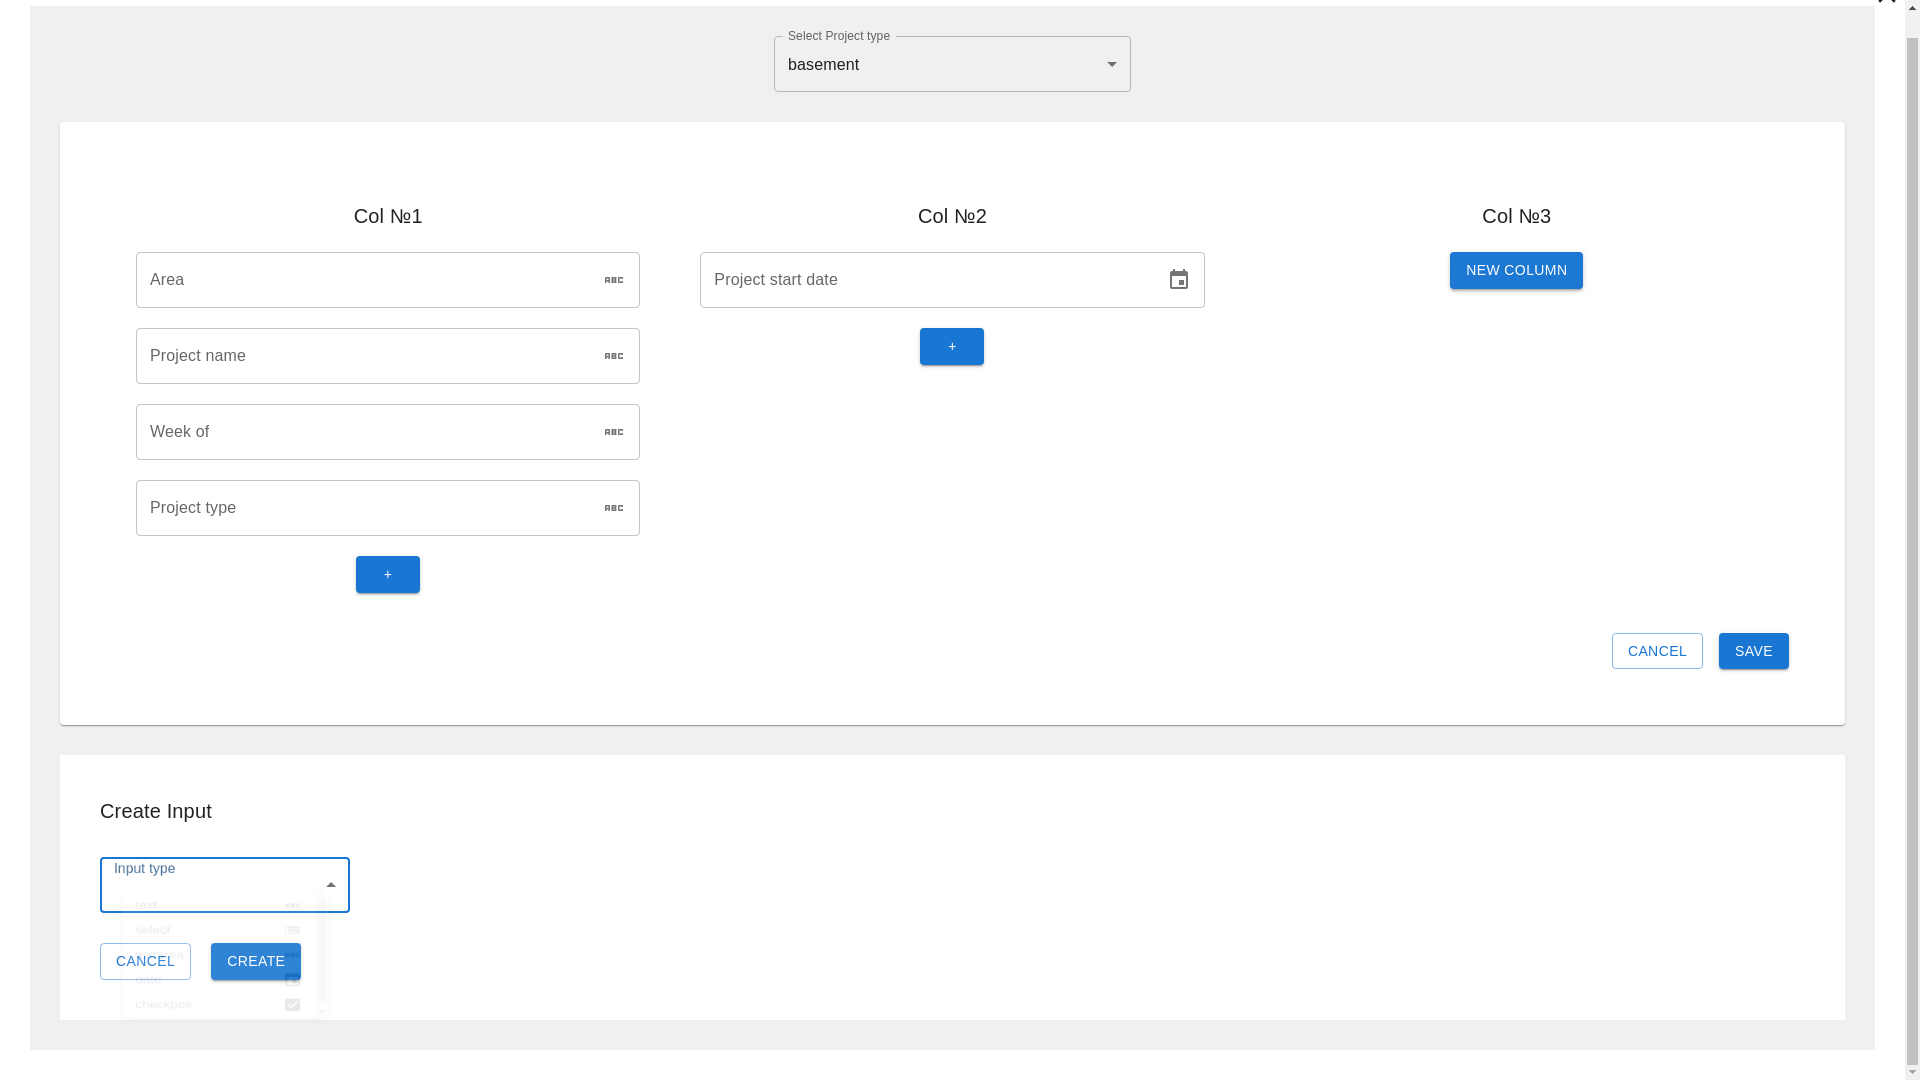 Select Project type
basement
Col №1
Col №2
Col №3
Area
ABC
Project start date
NEW COLUMN
Project name
ABC
+
Week of
ABC
Project type
ABC
+
CANCEL
SAVE
Create Input
Input type
text
select
CANCEL
CREATE
date
checkbox